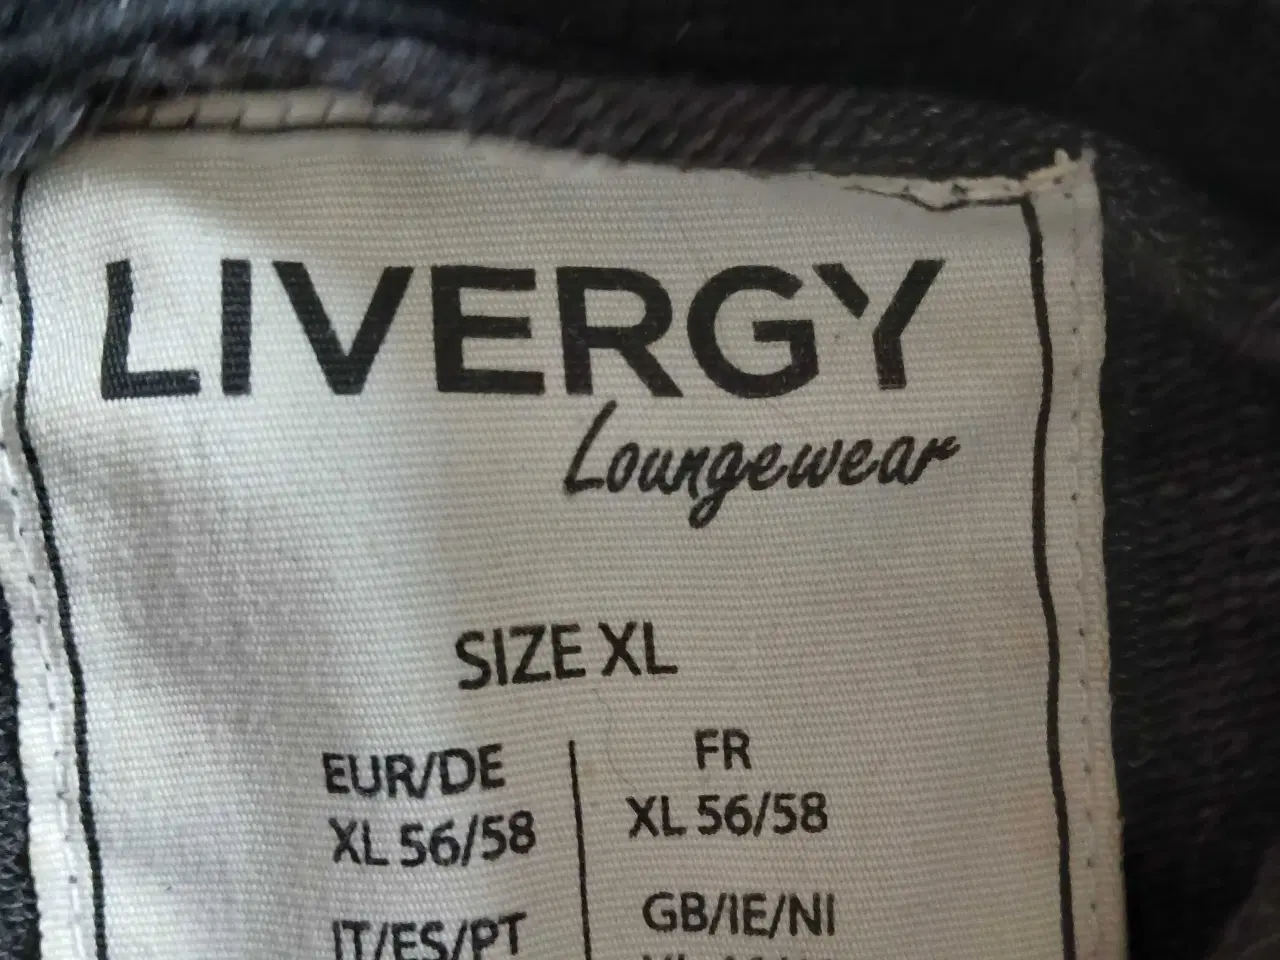 LIVERGY
Loungewear
SIZE XL
EUR/DE
XL 56/58
FR
XL 56/58
IT/ES/PT
GB/IE/NI